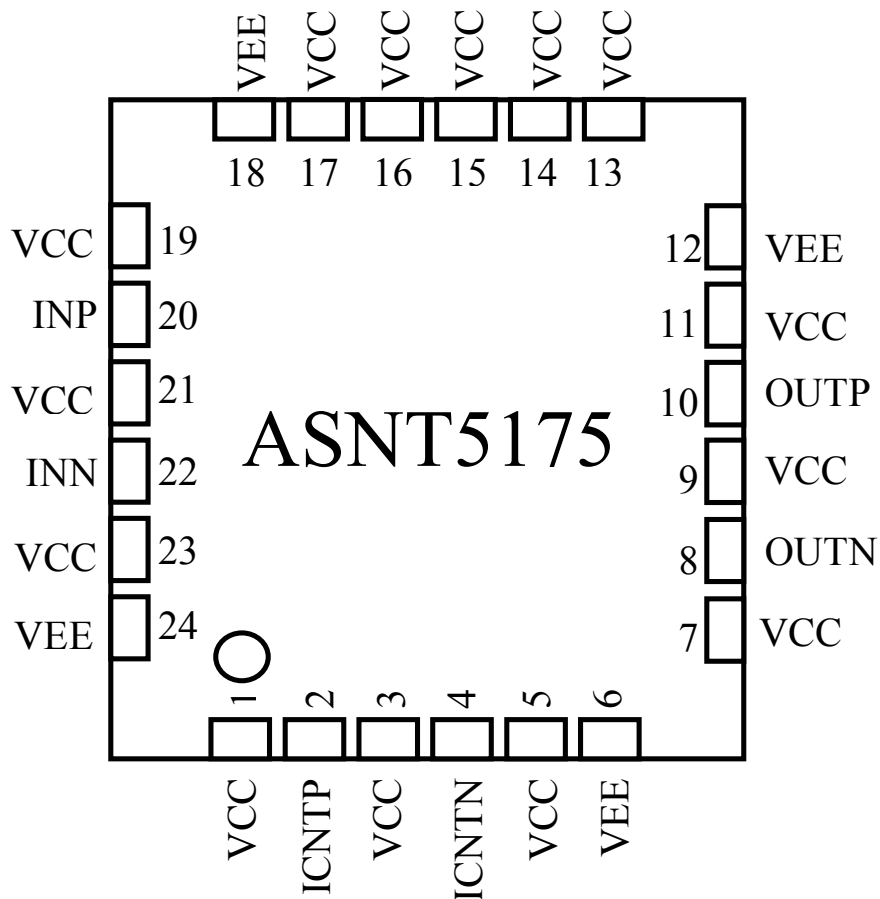 VEE VCC VCC VCC VCC VCC
18 17 16 15 14 13
VCC 19
12 VEE
INP 20
11 VCC
VCC 21
10 OUTP
ASNT5175
INN 22
9 VCC
VCC 23
8 OUTN
VEE 24
7 VCC
1 2 3 4 5 6
VCC ICNTP VCC ICNTN VCC VEE